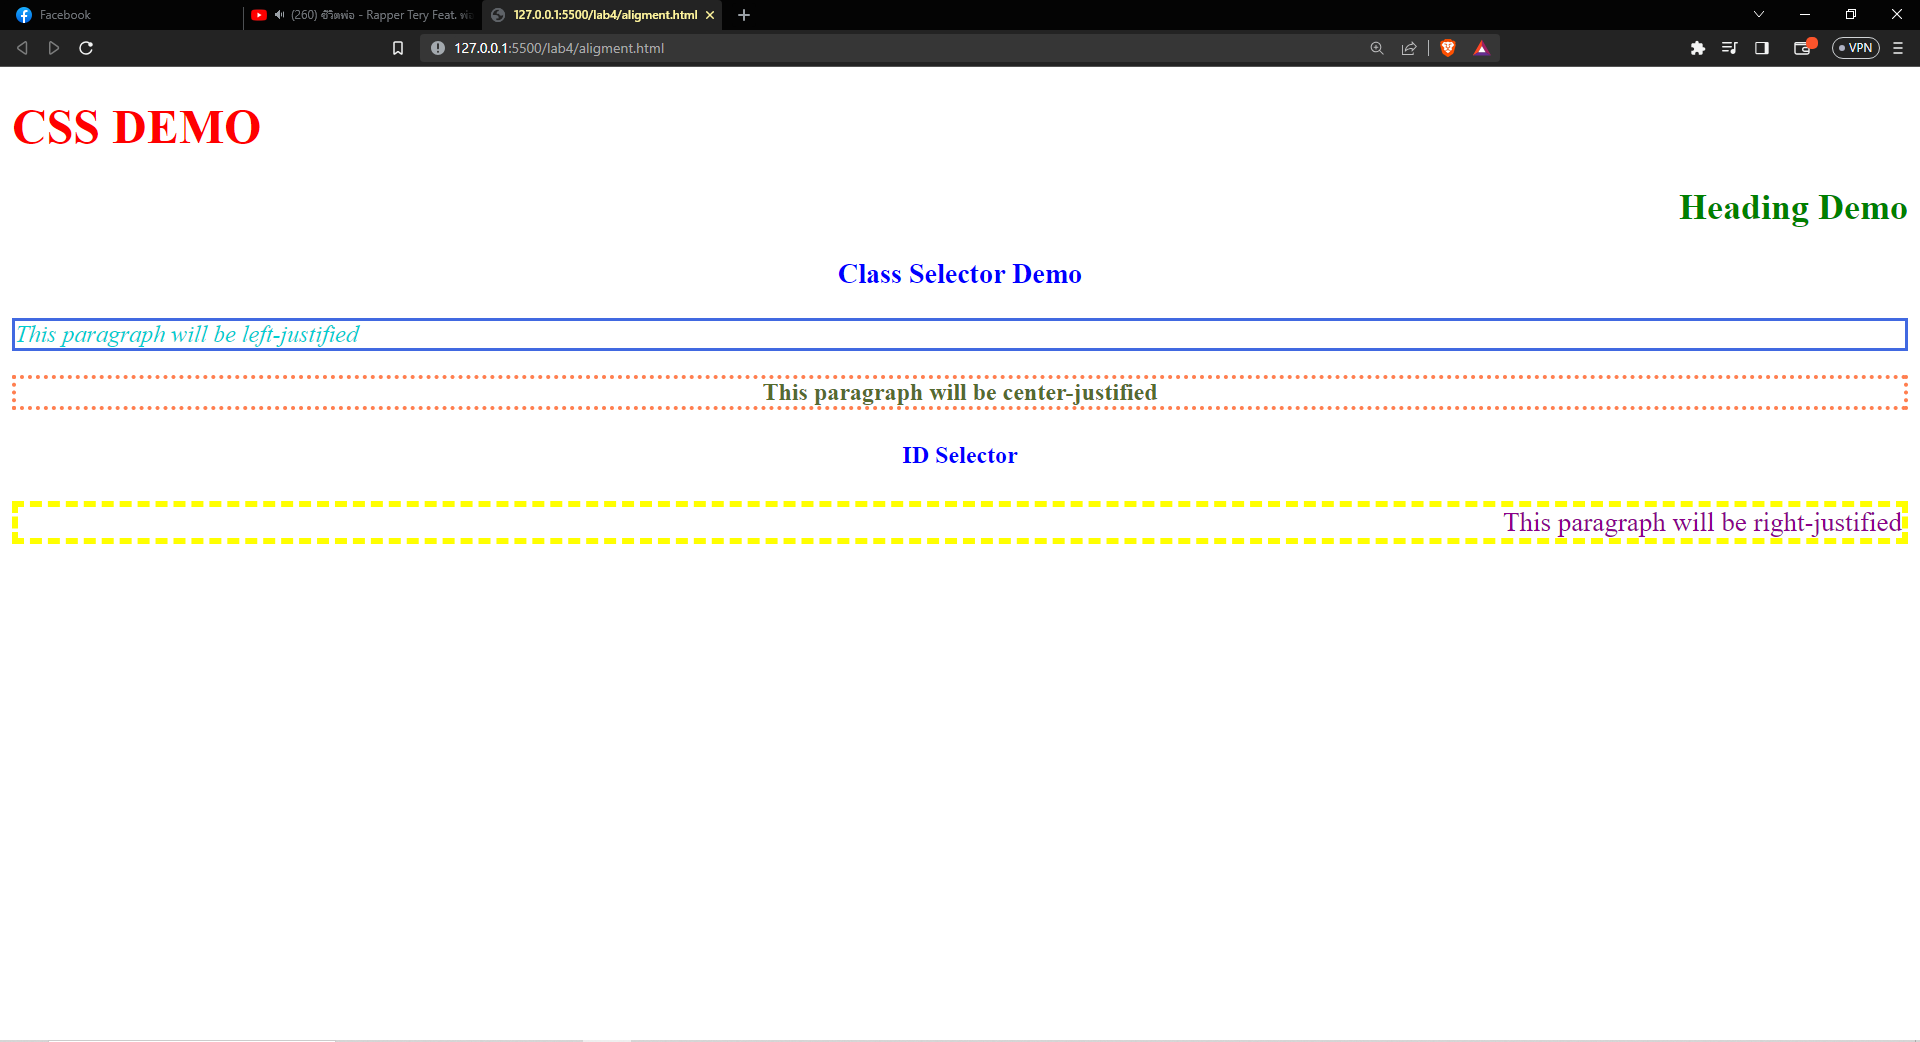 Facebook
(260) ชีวิตพ่อ - Rapper Tery Feat.
127.0.0.1:5500/lab4/aligment.html
127.0.0.1:5500/lab4/aligment.html
VPN
CSS DEMO
Heading Demo
Class Selector Demo
This paragraph will be left-justified
This paragraph will be center-justified
ID Selector
This paragraph will be right-justified